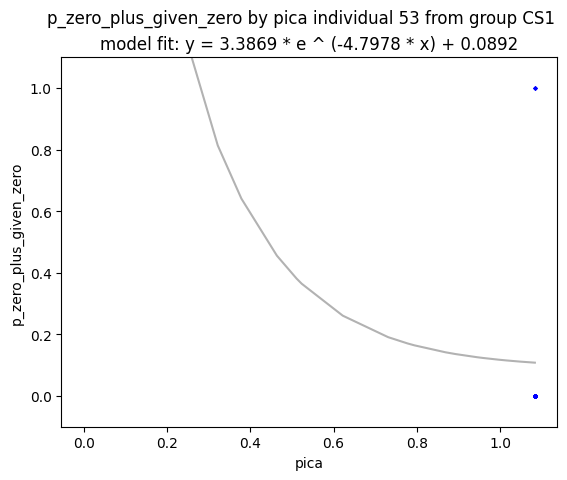 p_zero_plus_given_zero by pica individual 53 from group CS1
model fit: y = 3.3869 * e ^ (-4.7978 * x) + 0.0892
1.0
0.8
0.6
0.4
0.2
0.0
p_zero_plus_given_zero
0.0 0.2 0.4 0.6 0.8 1.0
pica